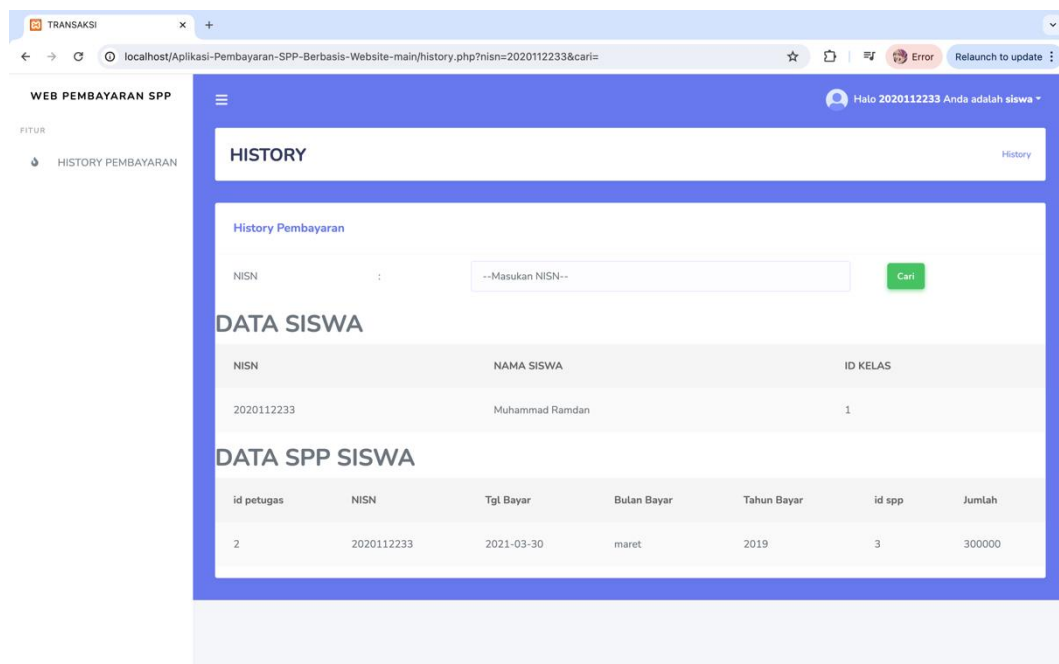 TRANSAKSI
localhost/Aplikasi-Pembayaran-SPP-Berbasis-Website-main/history.php?nisn=2020112233&cari=
Error
Relaunch to update
WEB PEMBAYARAN SPP
Halo 2020112233 Anda adalah siswa
FITUR
HISTORY PEMBAYARAN
HISTORY
History
History Pembayaran
NISN : --Masukan NISN-- Cari
DATA SISWA
NISN NAMA SISWA ID KELAS
2020112233 Muhammad Ramdan 1
DATA SPP SISWA
id petugas NISN Tgl Bayar Bulan Bayar Tahun Bayar id spp Jumlah
2 2020112233 2021-03-30 maret 2019 3 300000